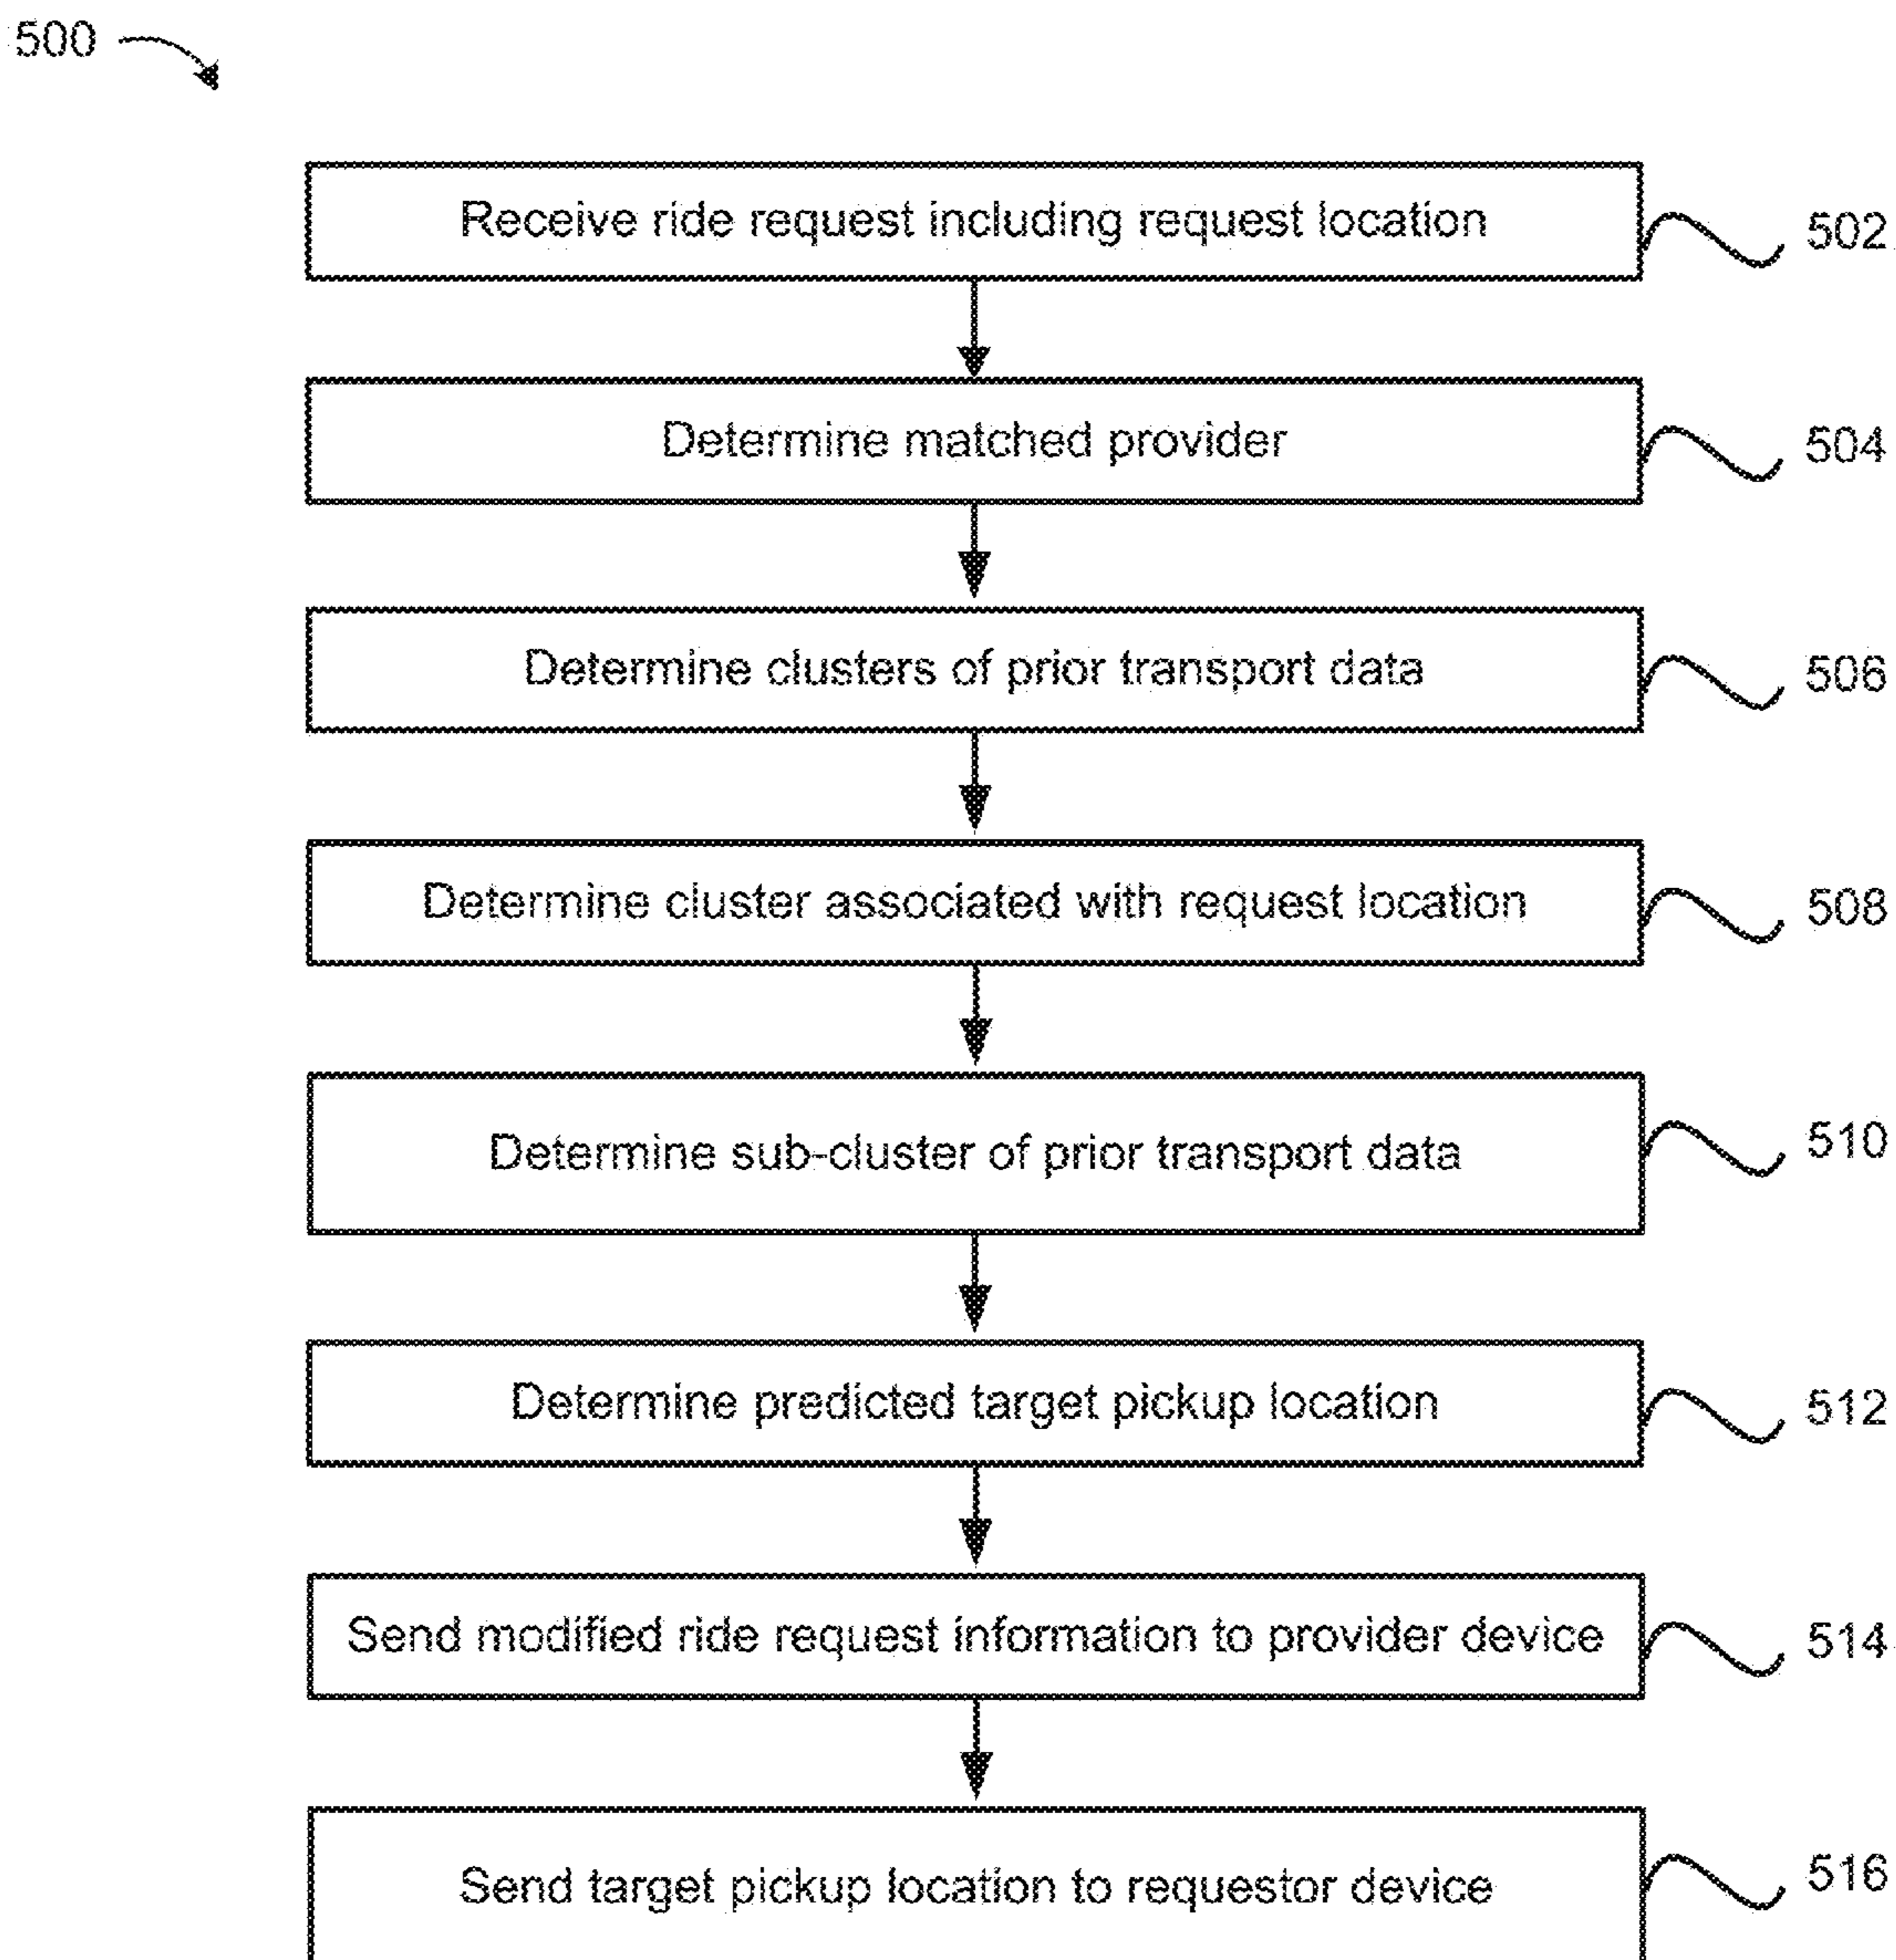 500
Receive ride request including request location
502
Determine matched provider
504
Determine clusters of prior transport data
506
Determine cluster associated with request location
508
Determine sub-cluster of prior transport data
510
Determine predicted target pickup location
512
Send modified ride request information to provider device
514
Send target pickup location to requestor device
516